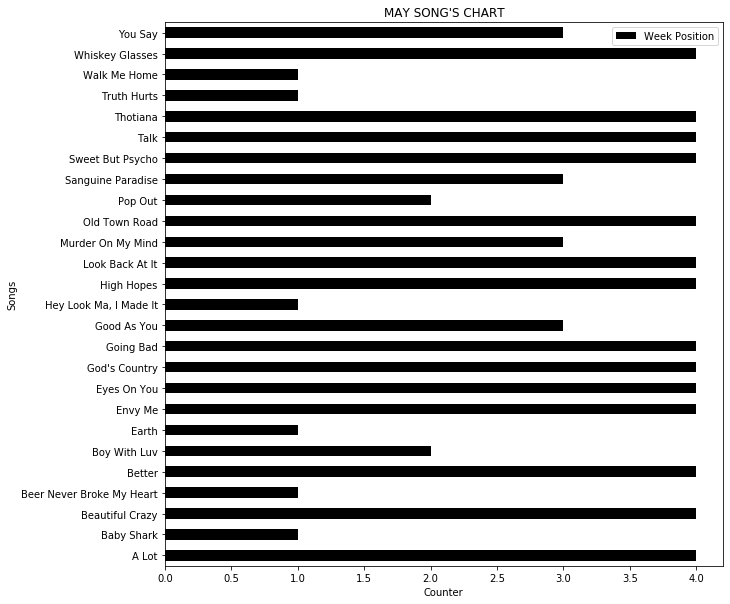 MAY SONG'S CHART
Week Position
You Say
Whiskey Glasses
Walk Me Home
Truth Hurts
Thotiana
Talk
Sweet But Psycho
Sanguine Paradise
Pop Out
Old Town Road
Murder On My Mind
Look Back At It
High Hopes
Hey Look Ma, I Made It
Good As You
Going Bad
God's Country
Eyes On You
Envy Me
Earth
Boy With Luv
Better
Beer Never Broke My Heart
Beautiful Crazy
Baby Shark
A Lot
Songs
0.0 0.5 1.0 1.5 2.0 2.5 3.0 3.5 4.0
Counter